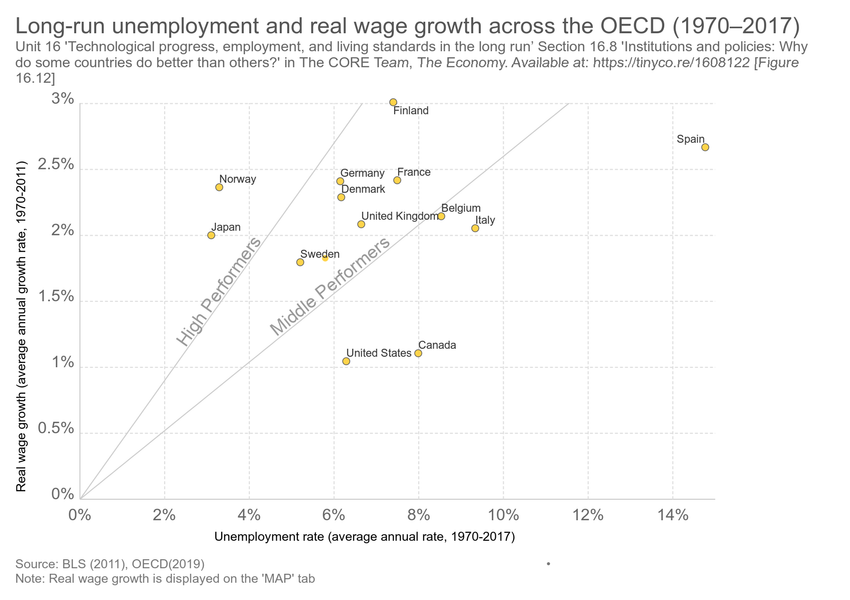 Long-run unemployment and real wage growth across the OECD (1970–2017)
Unit 16 'Technological progress, employment, and living standards in the long run' Section 16.8 'Institutions and policies: Why
do some countries do better than others?' in The CORE Team, The Economy. Available at: https://tinyco.re/1608122 [Figure
16.12]
3%
Finland
Spain
2.5%
Germany
France
Norway
Denmark
United Kingdom
Belgium
Italy
Japan
2%
Sweden
High Performers
Middle Performers
1.5%
Canada
United States
1%
0.5%
0%
Real wage growth (average annual growth rate, 1970-2011)
0%
2%
4%
6%
8%
10%
12%
14%
Unemployment rate (average annual rate, 1970-2017)
Source: BLS (2011), OECD(2019)
Note: Real wage growth is displayed on the 'MAP' tab